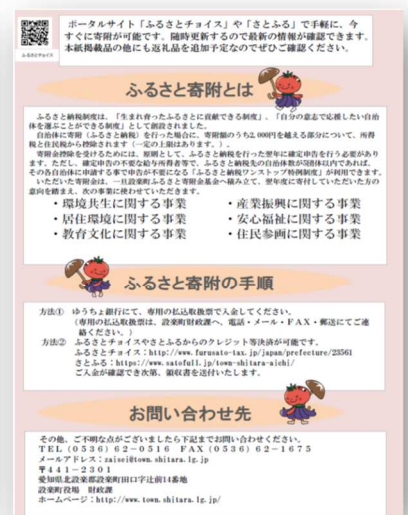 ポータルサイト「ふるさとチョイス」や「さとふる」で手軽に、今
すぐに寄附が可能です。随時更新するので最新の情報が確認できます。
本紙掲載品の他にも返礼品を追加予定なのでぜひご確認ください。
ふるさとチョイス
ふるさと寄附とは
ふるさと納税制度は、「生まれ育ったふるさとに貢献できる制度」、「自分の意志で応援したい自治
体を選ぶことができる制度」として創設されました。
自治体に寄附（ふるさと納税）を行った場合に、寄附額のうち2,000円を越える部分について、所得
税と住民税から控除されます（一定の上限はあります。）。
寄附金控除を受けるためには、原則として、ふるさと納税を行った翌年に確定申告を行う必要があり
ます。ただし、確定申告の不要な給与所得者等で、ふるさと納税先の自治体数が5団体以内であれば、
その各自治体に申請する事で申告が不要になる「ふるさと納税ワンストップ特例制度」が利用できます。
いただいた寄附金は、一旦設楽町ふるさと寄附金基金へ積み立て、翌年度に寄付していただいた方の
意向を踏まえ、次の事業に使わせていただきます。
・環境共生に関する事業 ・産業振興に関する事業
・居住環境に関する事業 ・安心福祉に関する事業
・教育文化に関する事業 ・住民参画に関する事業
ふるさと寄附の手順
方法① ゆうちょ銀行にて、専用の払込取扱票で入金してください。
（専用の払込取扱票は、設楽町財政課へ、電話・メール・ＦＡＸ・郵送にてご連
絡ください。）
方法② ふるさとチョイスやさとふるからのクレジット等決済が可能です。
ふるさとチョイス：http://www.furusato-tax.jp/japan/prefecture/23561
さとふる：https://www.satofull.jp/town-shitara-aichi/
ご入金が確認でき次第、領収書を送付いたします。
お問い合わせ先
その他、ご不明な点がございましたら下記までお問い合わせください。
ＴＥＬ（０５３６）６２－０５１６ ＦＡＸ（０５３６）６２－１６７５
メールアドレス：zaisei@town.shitara.lg.jp
〒４４１－２３０１
愛知県北設楽郡設楽町田口字辻前14番地
設楽町役場 財政課
ホームページ：http://www.town.shitara.lg.jp/